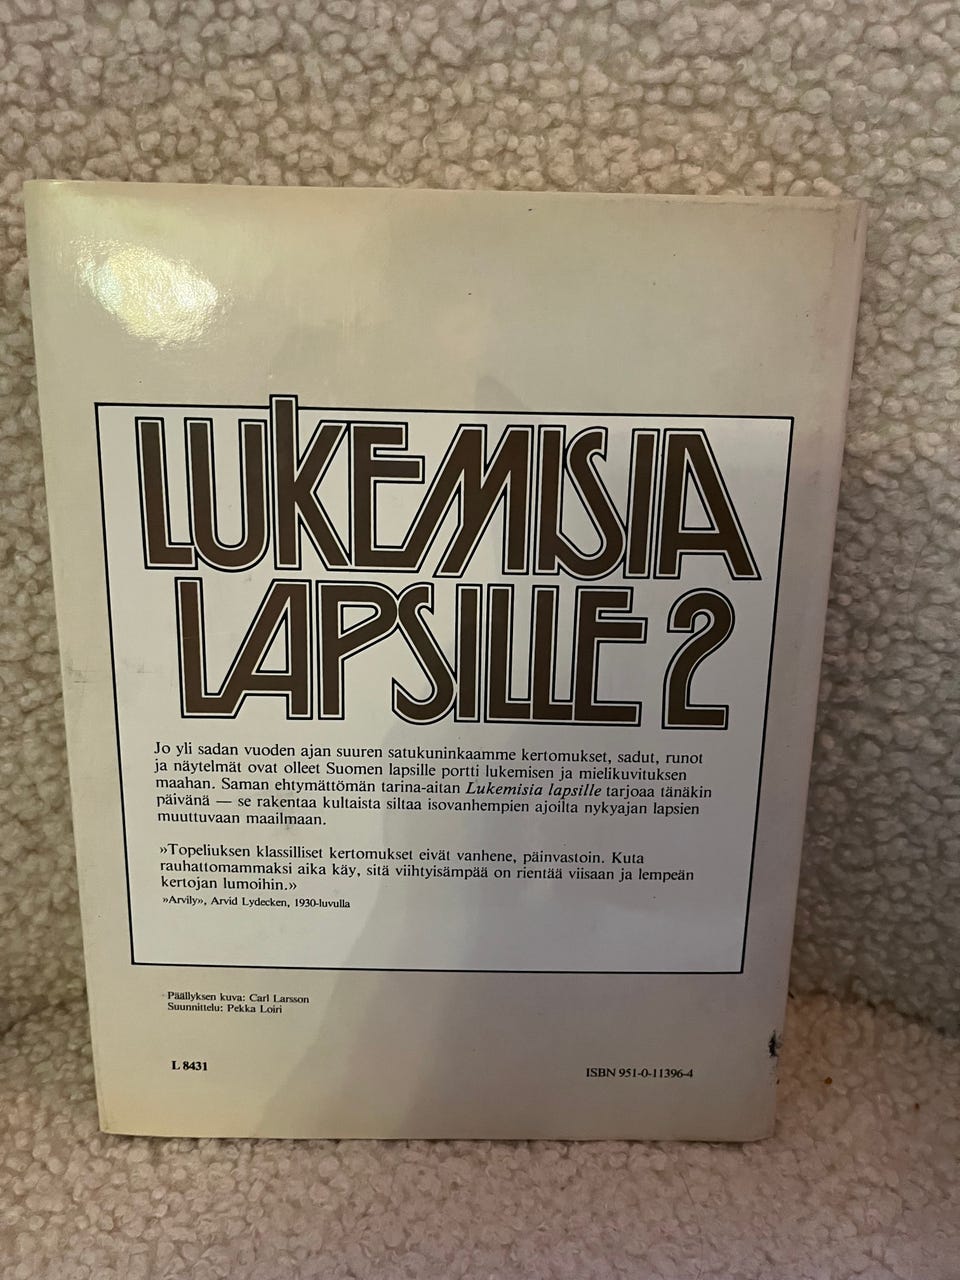 LUKEMISIA
LAPSILLE 2
Jo yli sadan vuoden ajan suuren satukuninkaamme kertomukset, sadut, runot
ja näytelmät ovat olleet Suomen lapsille portti lukemisen ja mielikuvituksen
maahan. Saman ehtymättömän tarina-aitan Lukemisia lapsille tarjoaa tänäkin
päivänä — se rakentaa kultaista siltaa isovanhempien ajoilta nykyajan lapsien
muuttuvaan maailmaan.
»Topeliuksen klassilliset kertomukset eivät vanhene, päinvastoin. Kuta
rauhattomammaksi aika käy, sitä viihtyisämpää on rientää viisaan ja lempeän
kertojan lumoihin.»
»Arvily», Arvid Lydecken, 1930-luvulla
Päällyksen kuva: Carl Larsson
Suunnittelu: Pekka Loiri
L 8431
ISBN 951-0-11396-4